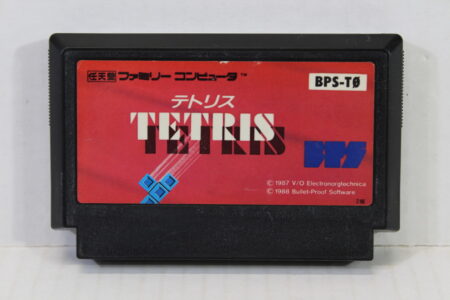 任天堂 ファミリー コンピュータ™
BPS-TØ
テトリス
TETRIS
BPS
© 1987 V/O Electronorgtechnica
© 1988 Bullet-Proof Software